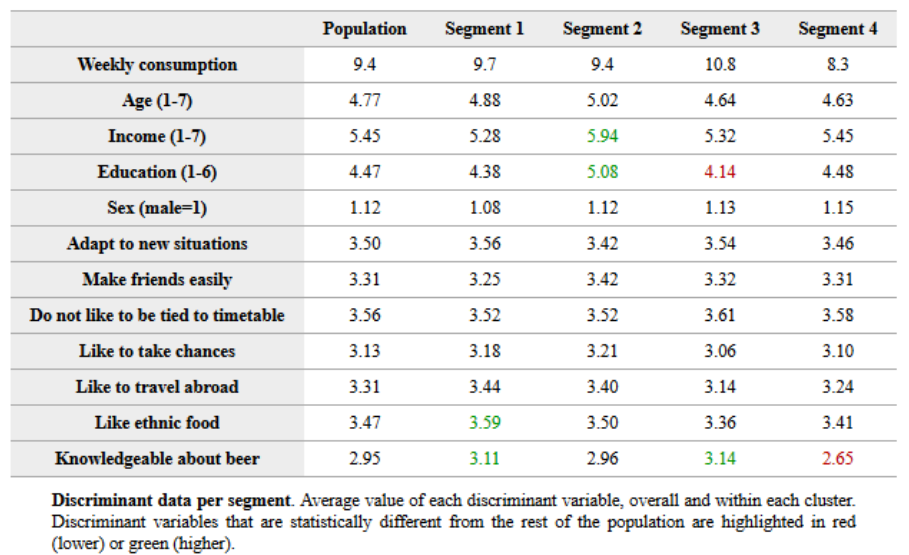 Population Segment 1 Segment 2 Segment 3 Segment 4
Weekly consumption 9.4 9.7 9.4 10.8 8.3
Age (1-7) 4.77 4.88 5.02 4.64 4.63
Income (1-7) 5.45 5.28 5.94 5.32 5.45
Education (1-6) 4.47 4.38 5.08 4.14 4.48
Sex (male=1) 1.12 1.08 1.12 1.13 1.15
Adapt to new situations 3.50 3.56 3.42 3.54 3.46
Make friends easily 3.31 3.25 3.42 3.32 3.31
Do not like to be tied to timetable 3.56 3.52 3.52 3.61 3.58
Like to take chances 3.13 3.18 3.21 3.06 3.10
Like to travel abroad 3.31 3.44 3.40 3.14 3.24
Like ethnic food 3.47 3.59 3.50 3.36 3.41
Knowledgeable about beer 2.95 3.11 2.96 3.14 2.65
Discriminant data per segment. Average value of each discriminant variable, overall and within each cluster.
Discriminant variables that are statistically different from the rest of the population are highlighted in red
(lower) or green (higher).